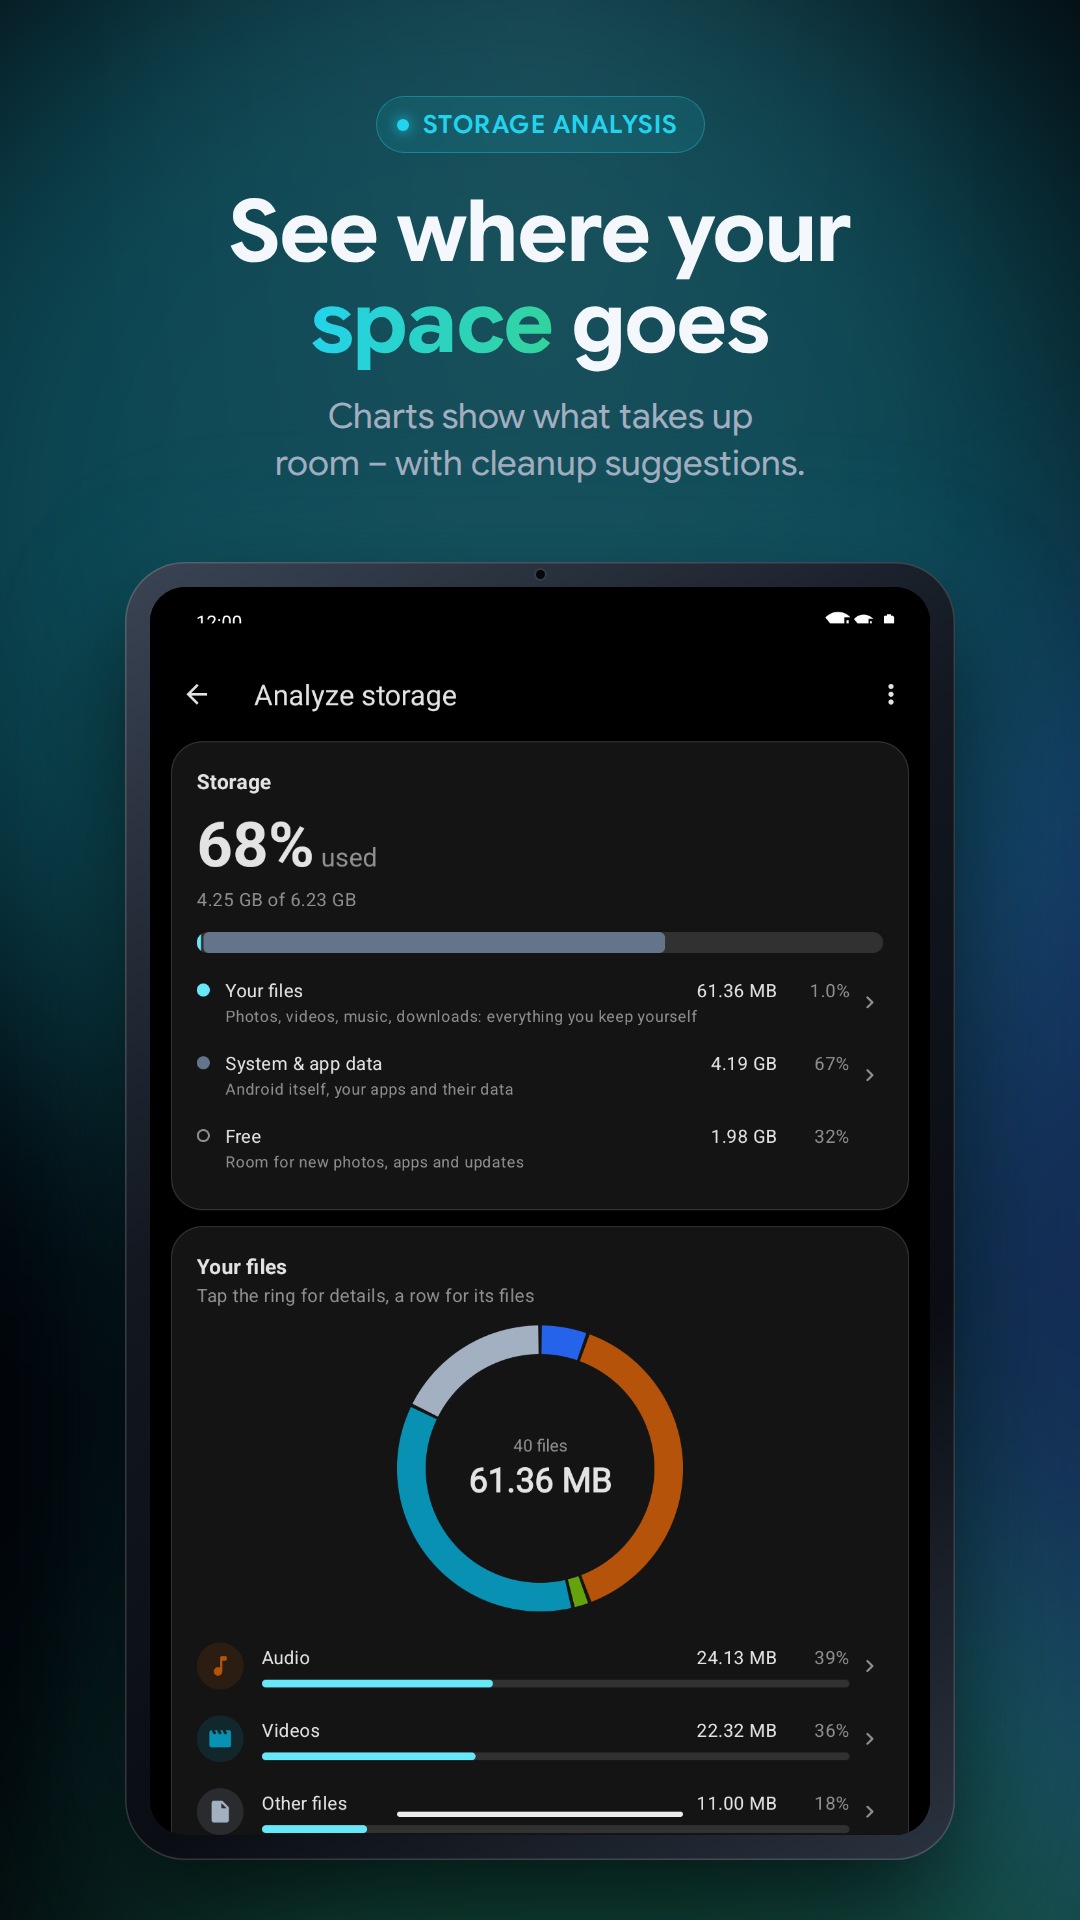 STORAGE ANALYSIS
See where your
space goes
Charts show what takes up
room – with cleanup suggestions.
12:00
Analyze storage
Storage
68% used
4.25 GB of 6.23 GB
Your files 61.36 MB 1.0%
Photos, videos, music, downloads: everything you keep yourself
System & app data 4.19 GB 67%
Android itself, your apps and their data
Free 1.98 GB 32%
Room for new photos, apps and updates
Your files
Tap the ring for details, a row for its files
40 files
61.36 MB
Audio 24.13 MB 39%
Videos 22.32 MB 36%
Other files 11.00 MB 18%